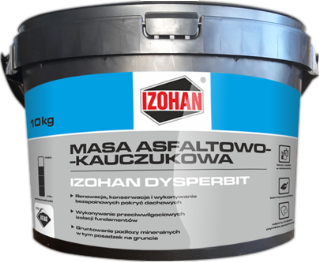 IZOHAN
10kg
MASA ASFALTOWO-
-KAUCZUKOWA
IZOHAN DYSPERBIT
Renowacja, konserwacja i wykonywanie
bezspoinowych pokryć dachowych
Wykonywanie przeciwwilgociowych
izolacji fundamentów
Gruntowanie podłoży mineralnych
w tym posadzek na gruncie